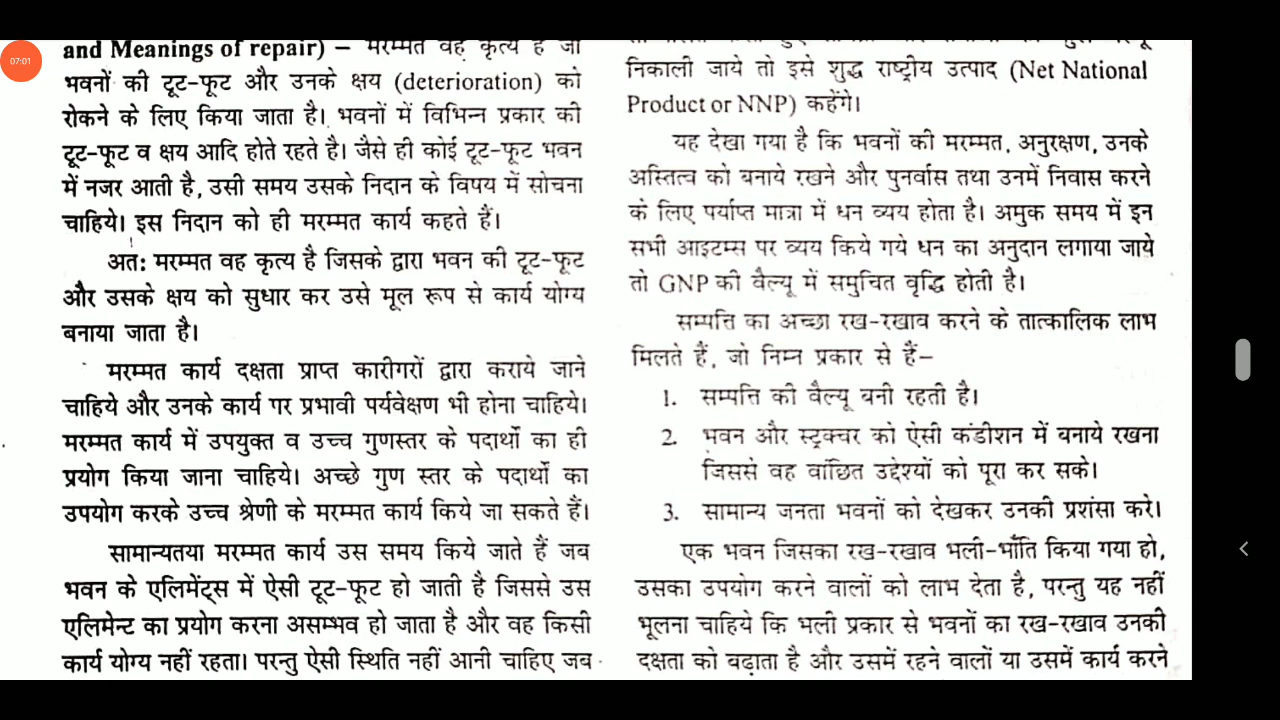 07:01
and Meanings of repair) – मरम्मत वह कृत्य है जो
भवनों की टूट-फूट और उनके क्षय (deterioration) को
रोकने के लिए किया जाता है। भवनों में विभिन्न प्रकार की
टूट-फूट व क्षय आदि होते रहते है। जैसे ही कोई टूट-फूट भवन
में नजर आती है, उसी समय उसके निदान के विषय में सोचना
चाहिये। इस निदान को ही मरम्मत कार्य कहते हैं।
अत: मरम्मत वह कृत्य है जिसके द्वारा भवन की टूट-फूट
और उसके क्षय को सुधार कर उसे मूल रूप से कार्य योग्य
बनाया जाता है।
मरम्मत कार्य दक्षता प्राप्त कारीगरों द्वारा कराये जाने
चाहिये और उनके कार्य पर प्रभावी पर्यवेक्षण भी होना चाहिये।
मरम्मत कार्य में उपयुक्त व उच्च गुणस्तर के पदार्थो का ही
प्रयोग किया जाना चाहिये। अच्छे गुण स्तर के पदार्थों का
उपयोग करके उच्च श्रेणी के मरम्मत कार्य किये जा सकते हैं।
सामान्यतया मरम्मत कार्य उस समय किये जाते हैं जब
भवन के एलिमेंट्स में ऐसी टूट-फूट हो जाती है जिससे उस
एलिमेन्ट का प्रयोग करना असम्भव हो जाता है और वह किसी
कार्य योग्य नहीं रहता। परन्तु ऐसी स्थिति नहीं आनी चाहिए जब
निकाली जाये तो इसे शुद्ध राष्ट्रीय उत्पाद (Net National
Product or NNP) कहेंगे।
यह देखा गया है कि भवनों की मरम्मत, अनुरक्षण, उनके
अस्तित्व को बनाये रखने और पुनर्वास तथा उनमें निवास करने
के लिए पर्याप्त मात्रा में धन व्यय होता है। अमुक समय में इन
सभी आइटम्स पर व्यय किये गये धन का अनुदान लगाया जाये
तो GNP की वैल्यू में समुचित वृद्धि होती है।
सम्पत्ति का अच्छा रख-रखाव करने के तात्कालिक लाभ
मिलते हैं, जो निम्न प्रकार से हैं–
1. सम्पत्ति की वैल्यू बनी रहती है।
2. भवन और स्ट्रक्चर को ऐसी कंडीशन में बनाये रखना
जिससे वह वांछित उद्देश्यों को पूरा कर सके।
3. सामान्य जनता भवनों को देखकर उनकी प्रशंसा करे।
एक भवन जिसका रख-रखाव भली-भाँति किया गया हो,
उसका उपयोग करने वालों को लाभ देता है, परन्तु यह नहीं
भूलना चाहिये कि भली प्रकार से भवनों का रख-रखाव उनकी
दक्षता को बढ़ाता है और उसमें रहने वालों या उसमें कार्य करने